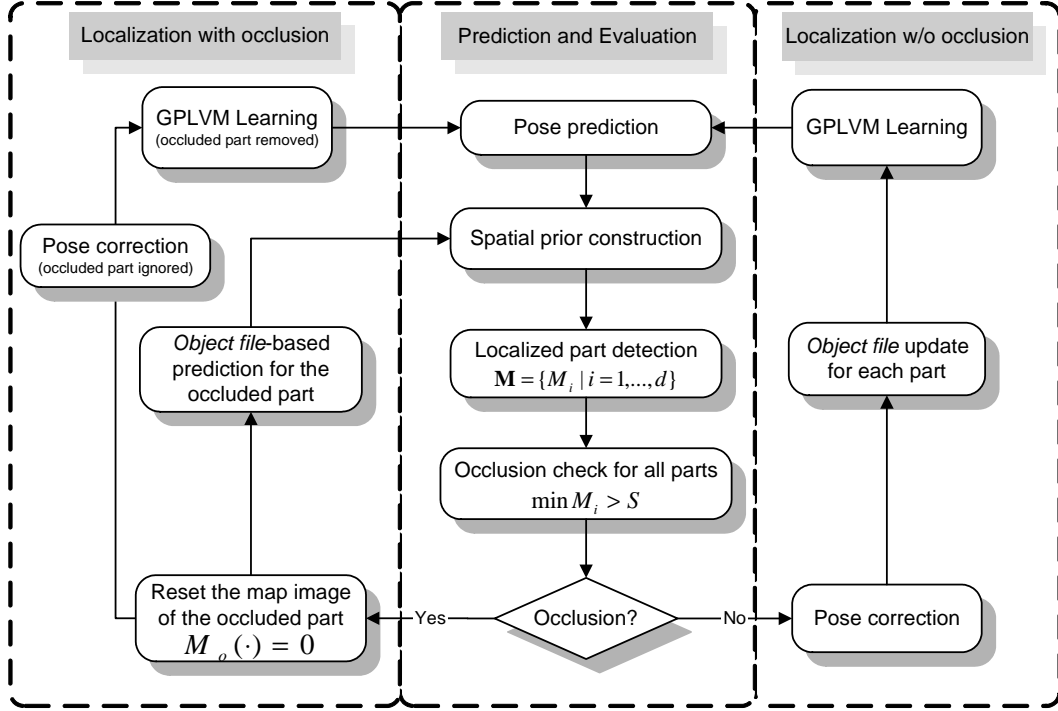 Localization with occlusion
Prediction and Evaluation
Localization w/o occlusion
GPLVM Learning
(occluded part removed)
Pose prediction
GPLVM Learning
Pose correction
(occluded part ignored)
Spatial prior construction
Object file-based
prediction for the
occluded part
Localized part detection
M = {M_i | i = 1,...,d}
Object file update
for each part
Occlusion check for all parts
min M_i > S
Reset the map image
of the occluded part
M_o(·) = 0
Yes
Occlusion?
No
Pose correction